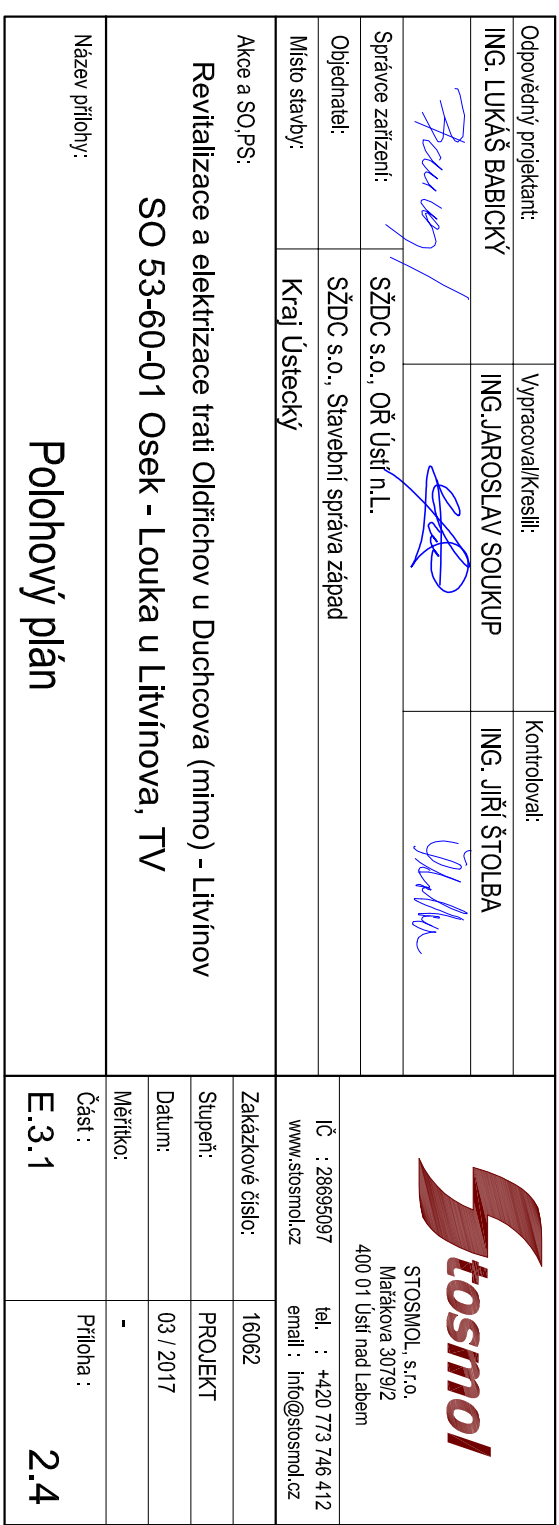 Odpovědný projektant:
Vypracoval/Kreslil:
Kontroloval:
ING. LUKÁŠ BABICKÝ
ING.JAROSLAV SOUKUP
ING. JIŘÍ ŠTOLBA
Správce zařízení:
SŽDC s.o., OŘ Ústí n.L.
Objednatel:
SŽDC s.o., Stavební správa západ
Místo stavby:
Kraj Ústecký
Stosmol
STOSMOL, s.r.o.
Mařákova 3079/2
400 01 Ústí nad Labem
IČ : 28695097 tel. : +420 773 746 412
www.stosmol.cz email : info@stosmol.cz
Akce a SO,PS:
Revitalizace a elektrizace trati Oldřichov u Duchcova (mimo) - Litvínov
SO 53-60-01 Osek - Louka u Litvínova, TV
Zakázkové číslo: 16062
Stupeň: PROJEKT
Datum: 03 / 2017
Měřítko: -
Název přílohy:
Polohový plán
Část :
E.3.1
Příloha :
2.4